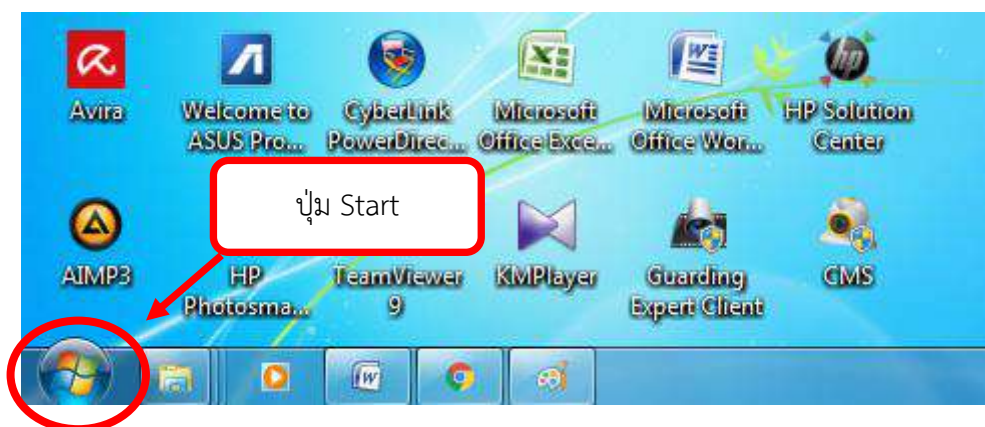 Avira
Welcome to ASUS Pro...
CyberLink PowerDirec...
Microsoft Office Exce...
Microsoft Office Wor...
hp
HP Solution Center
ปุ่ม Start
AIMP3
HP Photosma...
TeamViewer 9
KMPlayer
Guarding Expert Client
CMS